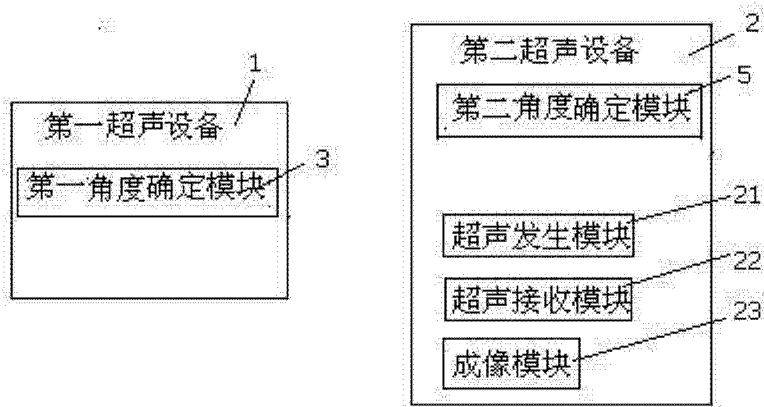 1
第一超声设备
第一角度确定模块
3
2
第二超声设备
5
第二角度确定模块
21
超声发生模块
22
超声接收模块
23
成像模块